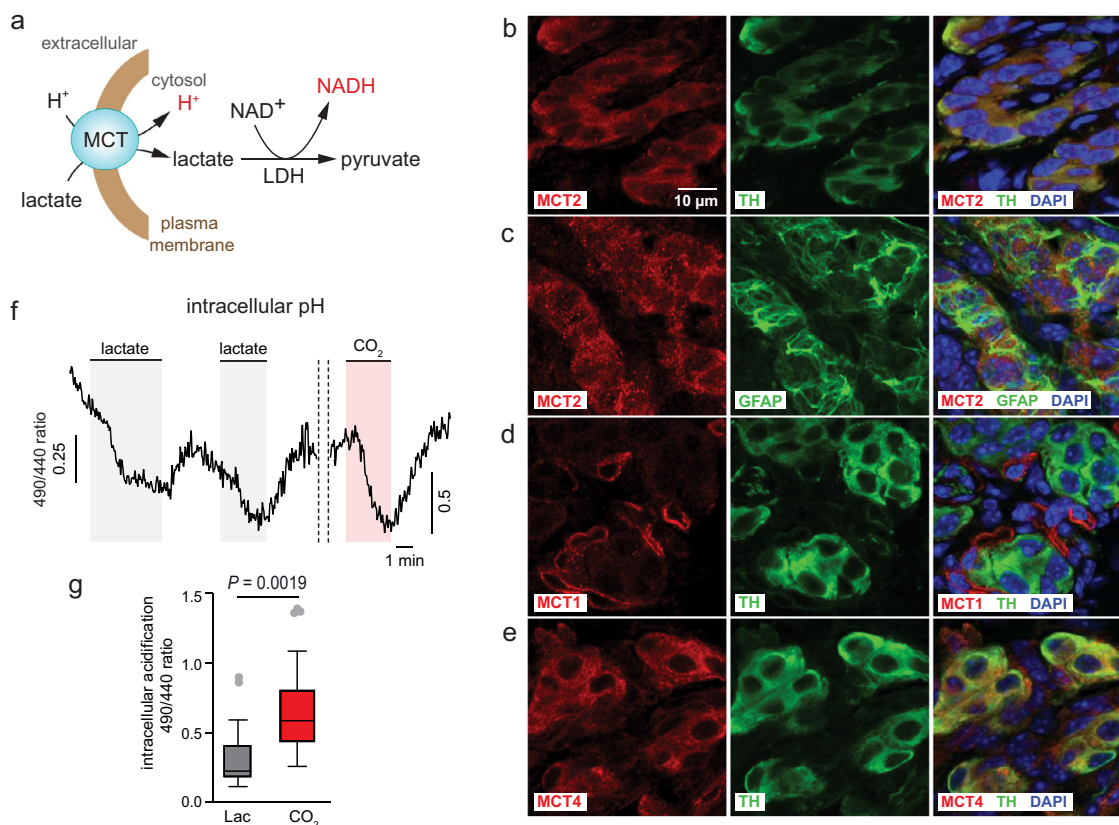 a
extracellular
cytosol
H+
H+
NAD+
NADH
MCT
lactate
pyruvate
LDH
lactate
plasma
membrane
b
MCT2
10 µm
TH
MCT2 TH DAPI
c
MCT2
GFAP
MCT2 GFAP DAPI
d
MCT1
TH
MCT1 TH DAPI
e
MCT4
TH
MCT4 TH DAPI
f
intracellular pH
lactate
lactate
CO2
490/440 ratio
0.25
0.5
1 min
g
P = 0.0019
intracellular acidification
490/440 ratio
1.5
1.0
0.5
0.0
Lac
CO2